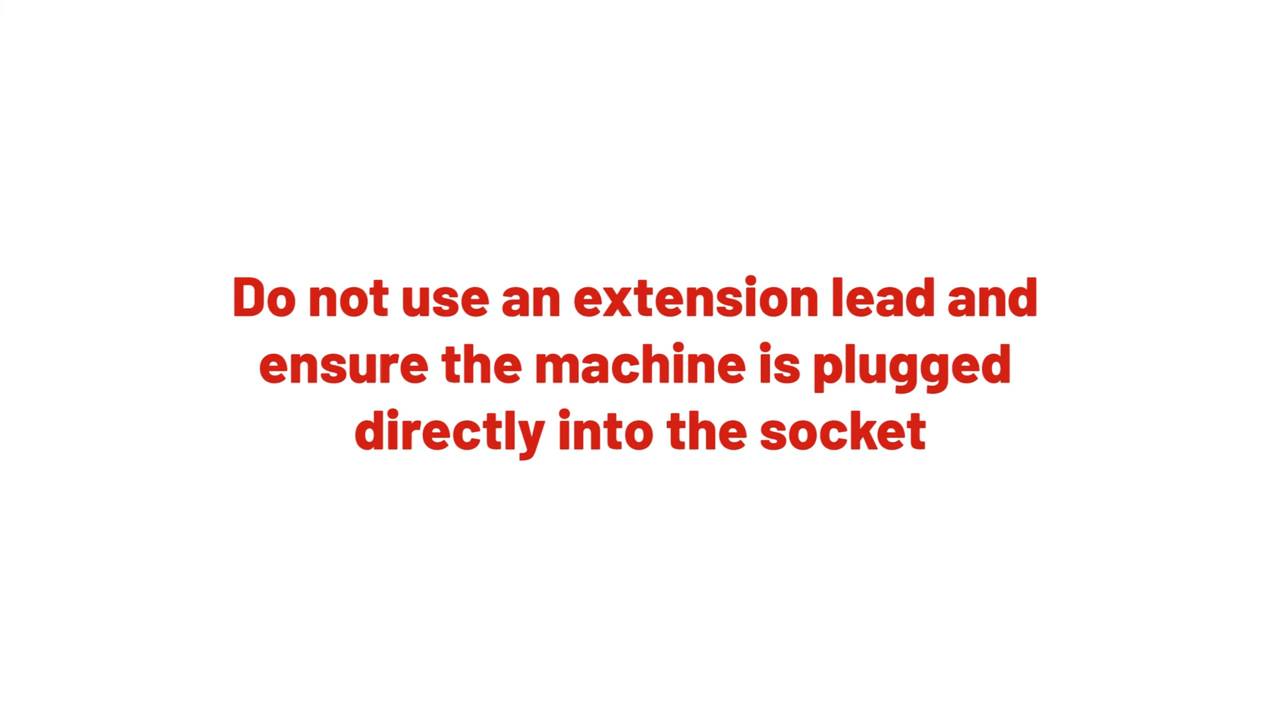 Do not use an extension lead and
ensure the machine is plugged
directly into the socket